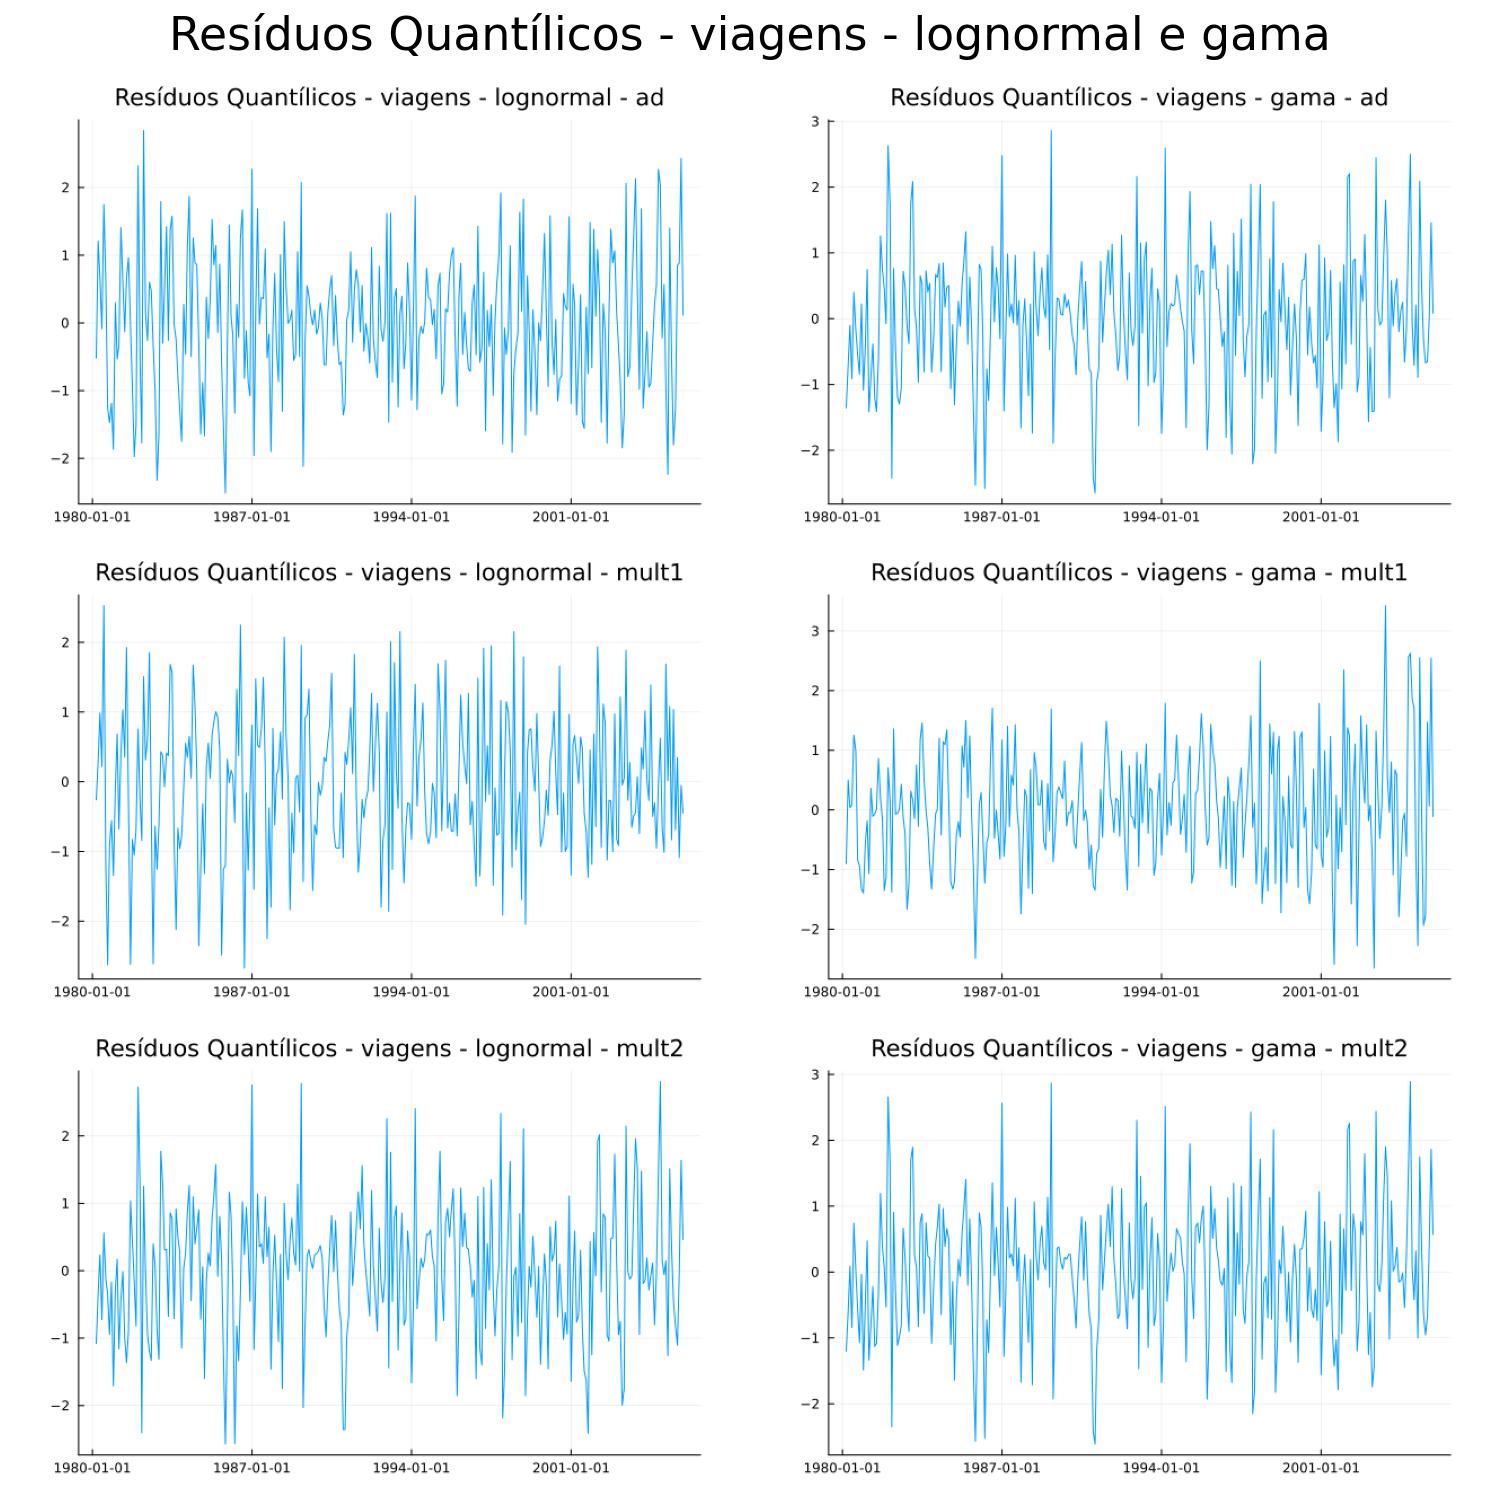 Resíduos Quantílicos - viagens - lognormal e gama
Resíduos Quantílicos - viagens - lognormal - ad
2
1
0
−1
−2
1980-01-01 1987-01-01 1994-01-01 2001-01-01
Resíduos Quantílicos - viagens - gama - ad
3
2
1
0
−1
−2
1980-01-01 1987-01-01 1994-01-01 2001-01-01
Resíduos Quantílicos - viagens - lognormal - mult1
2
1
0
−1
−2
1980-01-01 1987-01-01 1994-01-01 2001-01-01
Resíduos Quantílicos - viagens - gama - mult1
3
2
1
0
−1
−2
1980-01-01 1987-01-01 1994-01-01 2001-01-01
Resíduos Quantílicos - viagens - lognormal - mult2
2
1
0
−1
−2
1980-01-01 1987-01-01 1994-01-01 2001-01-01
Resíduos Quantílicos - viagens - gama - mult2
3
2
1
0
−1
−2
1980-01-01 1987-01-01 1994-01-01 2001-01-01